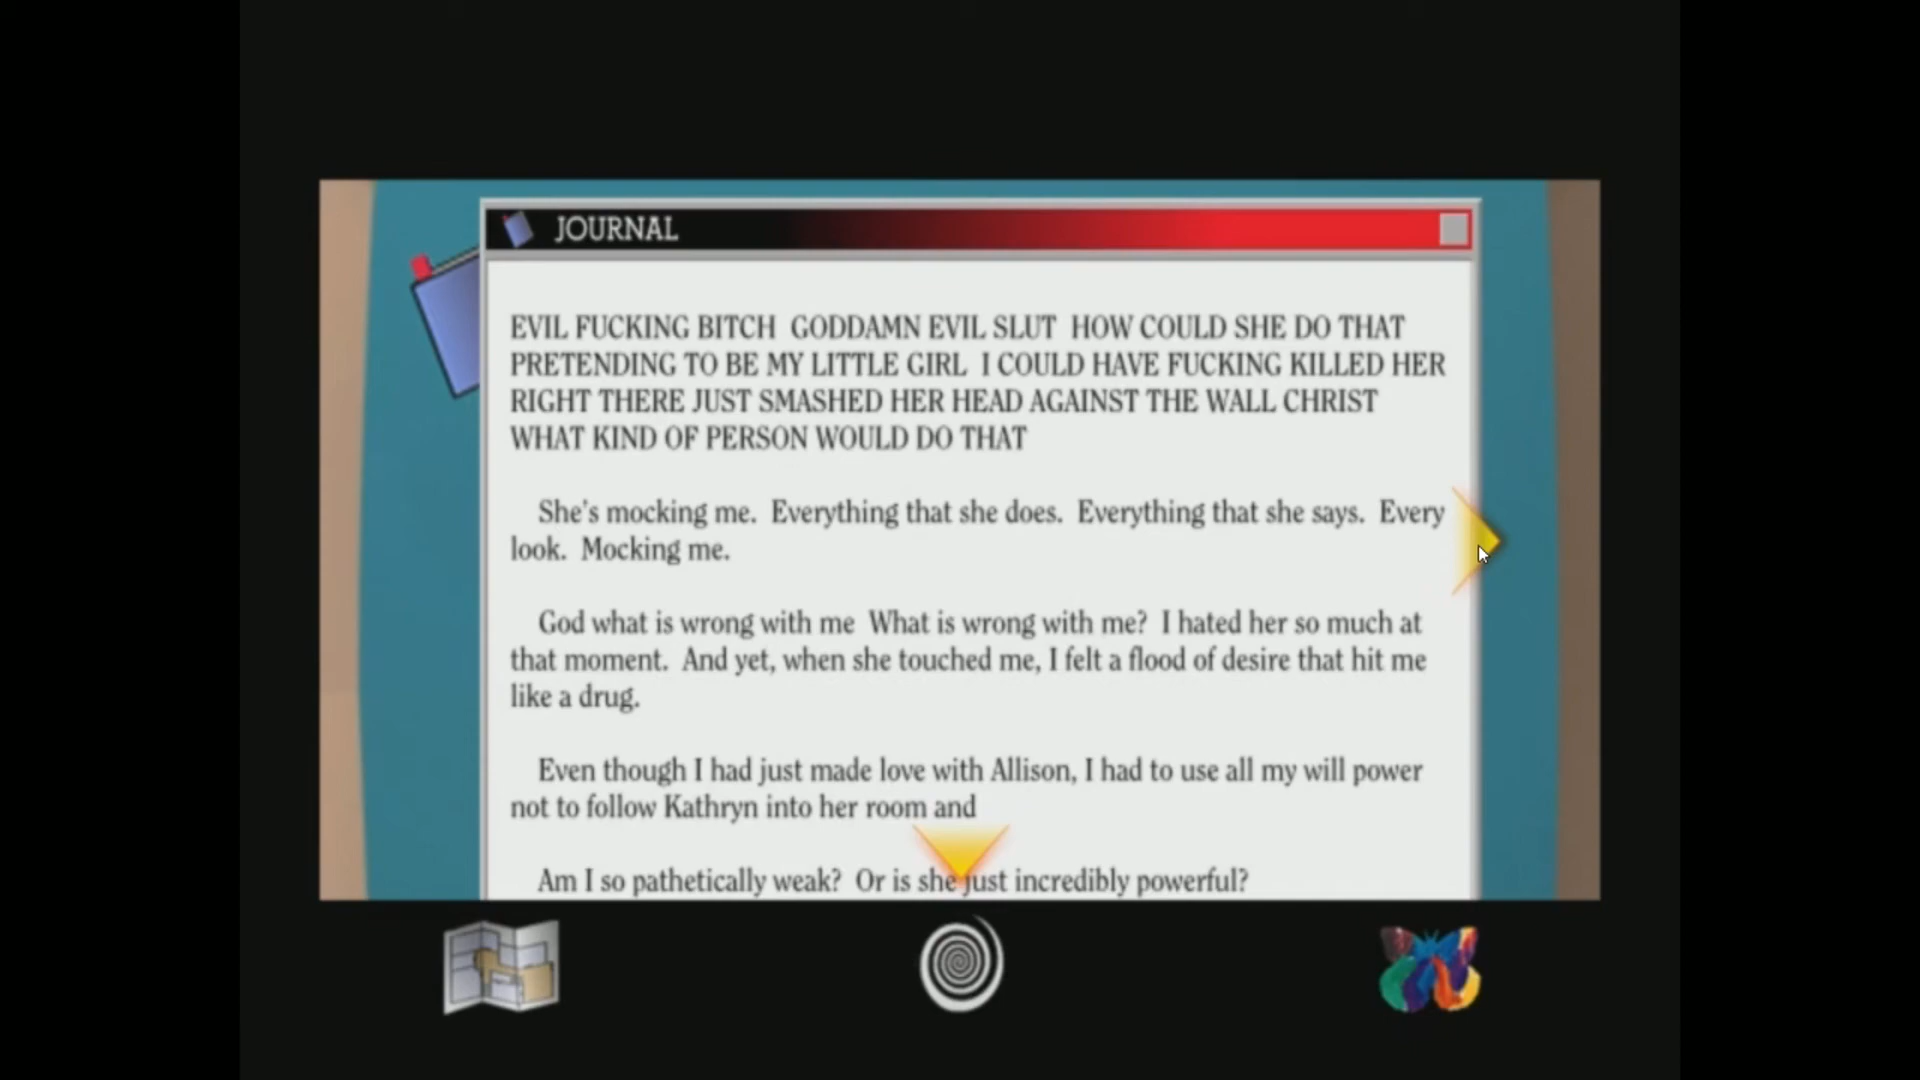 JOURNAL
EVIL FUCKING BITCH GODDAMN EVIL SLUT HOW COULD SHE DO THAT
PRETENDING TO BE MY LITTLE GIRL I COULD HAVE FUCKING KILLED HER
RIGHT THERE JUST SMASHED HER HEAD AGAINST THE WALL CHRIST
WHAT KIND OF PERSON WOULD DO THAT
She's mocking me. Everything that she does. Everything that she says. Every
look. Mocking me.
God what is wrong with me What is wrong with me? I hated her so much at
that moment. And yet, when she touched me, I felt a flood of desire that hit me
like a drug.
Even though I had just made love with Allison, I had to use all my will power
not to follow Kathryn into her room and
Am I so pathetically weak? Or is she just incredibly powerful?